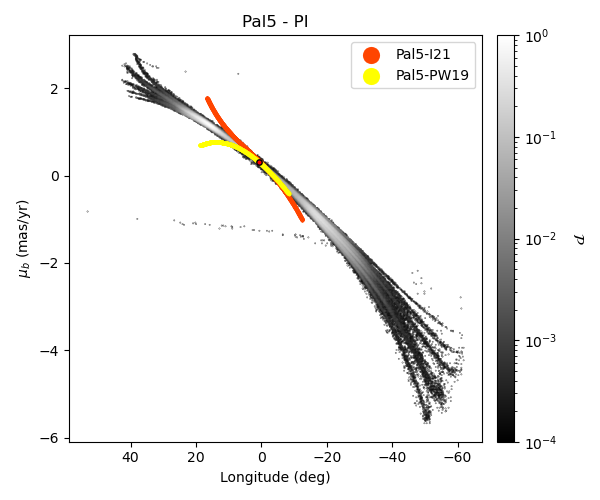 Pal5 - PI
Pal5-I21
Pal5-PW19
μ_b (mas/yr)
2
0
−2
−4
−6
40
20
0
−20
−40
−60
Longitude (deg)
10^0
10^−1
10^−2
10^−3
10^−4
𝒫